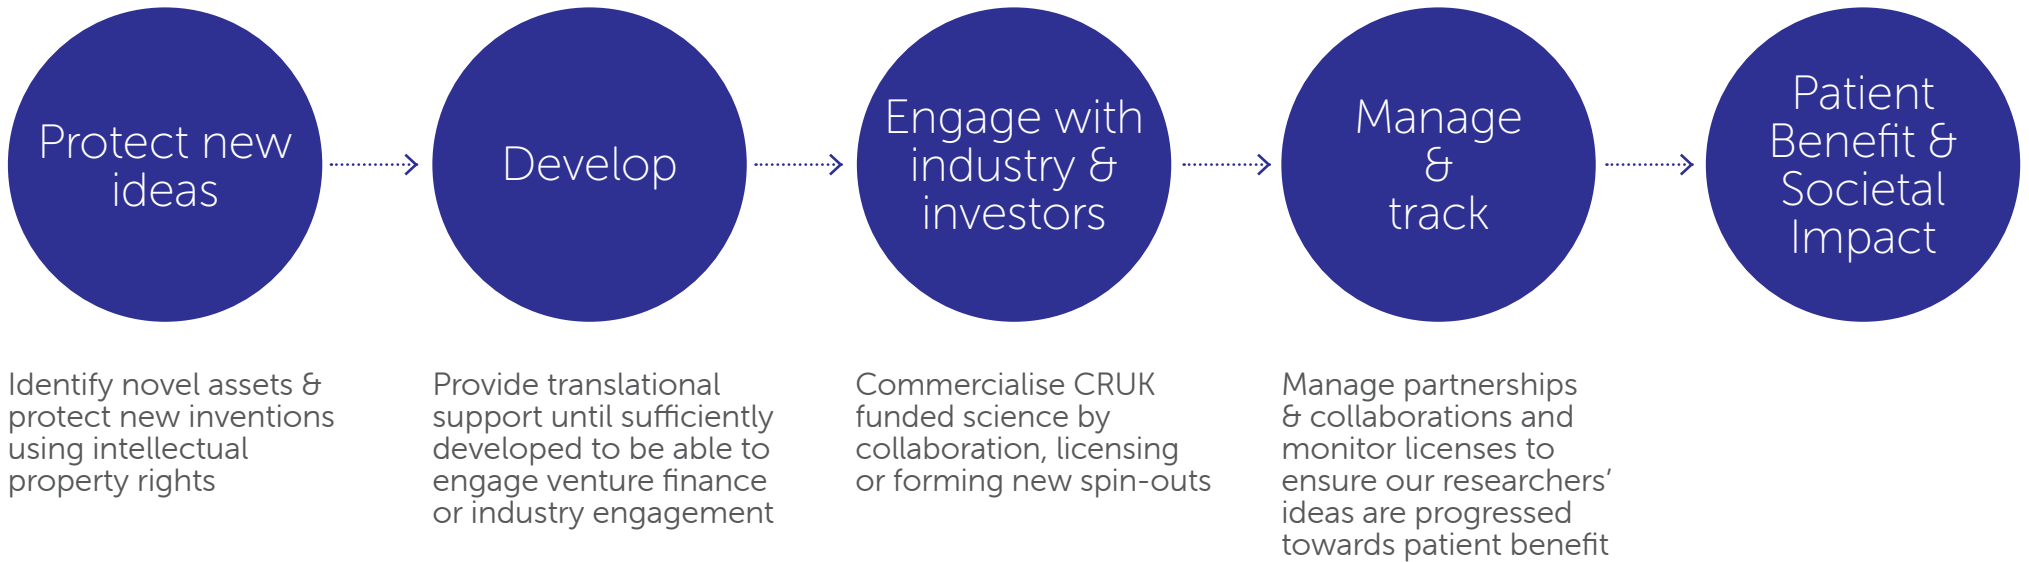 Protect new
ideas
Develop
Engage with
industry &
investors
Manage
&
track
Patient
Benefit &
Societal
Impact
Identify novel assets &
protect new inventions
using intellectual
property rights
Provide translational
support until sufficiently
developed to be able to
engage venture finance
or industry engagement
Commercialise CRUK
funded science by
collaboration, licensing
or forming new spin-outs
Manage partnerships
& collaborations and
monitor licenses to
ensure our researchers’
ideas are progressed
towards patient benefit